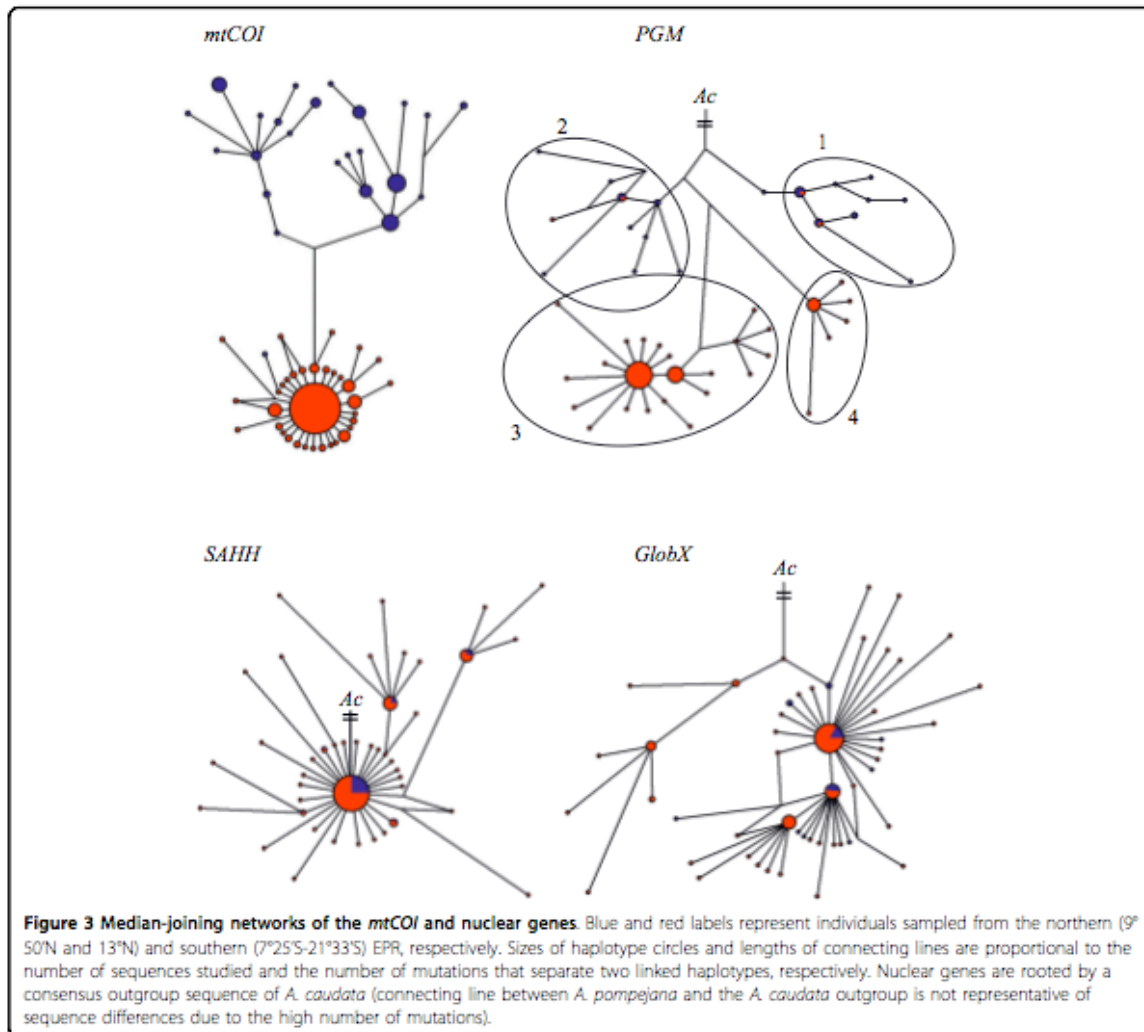 mtCOI
PGM
Ac
2
1
3
4
SAHH
GlobX
Ac
Ac
Figure 3 Median-joining networks of the mtCOI and nuclear genes. Blue and red labels represent individuals sampled from the northern (9°
50'N and 13°N) and southern (7°25'S-21°33'S) EPR, respectively. Sizes of haplotype circles and lengths of connecting lines are proportional to the
number of sequences studied and the number of mutations that separate two linked haplotypes, respectively. Nuclear genes are rooted by a
consensus outgroup sequence of A. caudata (connecting line between A. pompejana and the A. caudata outgroup is not representative of
sequence differences due to the high number of mutations).